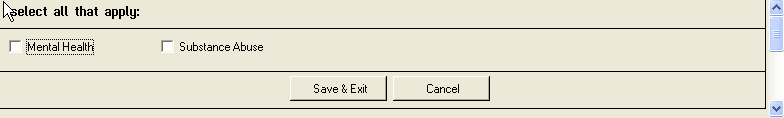 select all that apply:
Mental Health Substance Abuse
Save & Exit Cancel